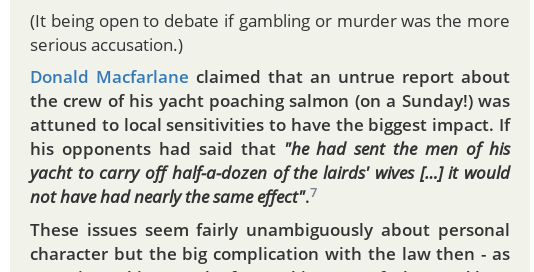 (It being open to debate if gambling or murder was the more
serious accusation.)
Donald Macfarlane claimed that an untrue report about
the crew of his yacht poaching salmon (on a Sunday!) was
attuned to local sensitivities to have the biggest impact. If
his opponents had said that "he had sent the men of his
yacht to carry off half-a-dozen of the lairds' wives [...] it would
not have had nearly the same effect".7
These issues seem fairly unambiguously about personal
character but the big complication with the law then - as